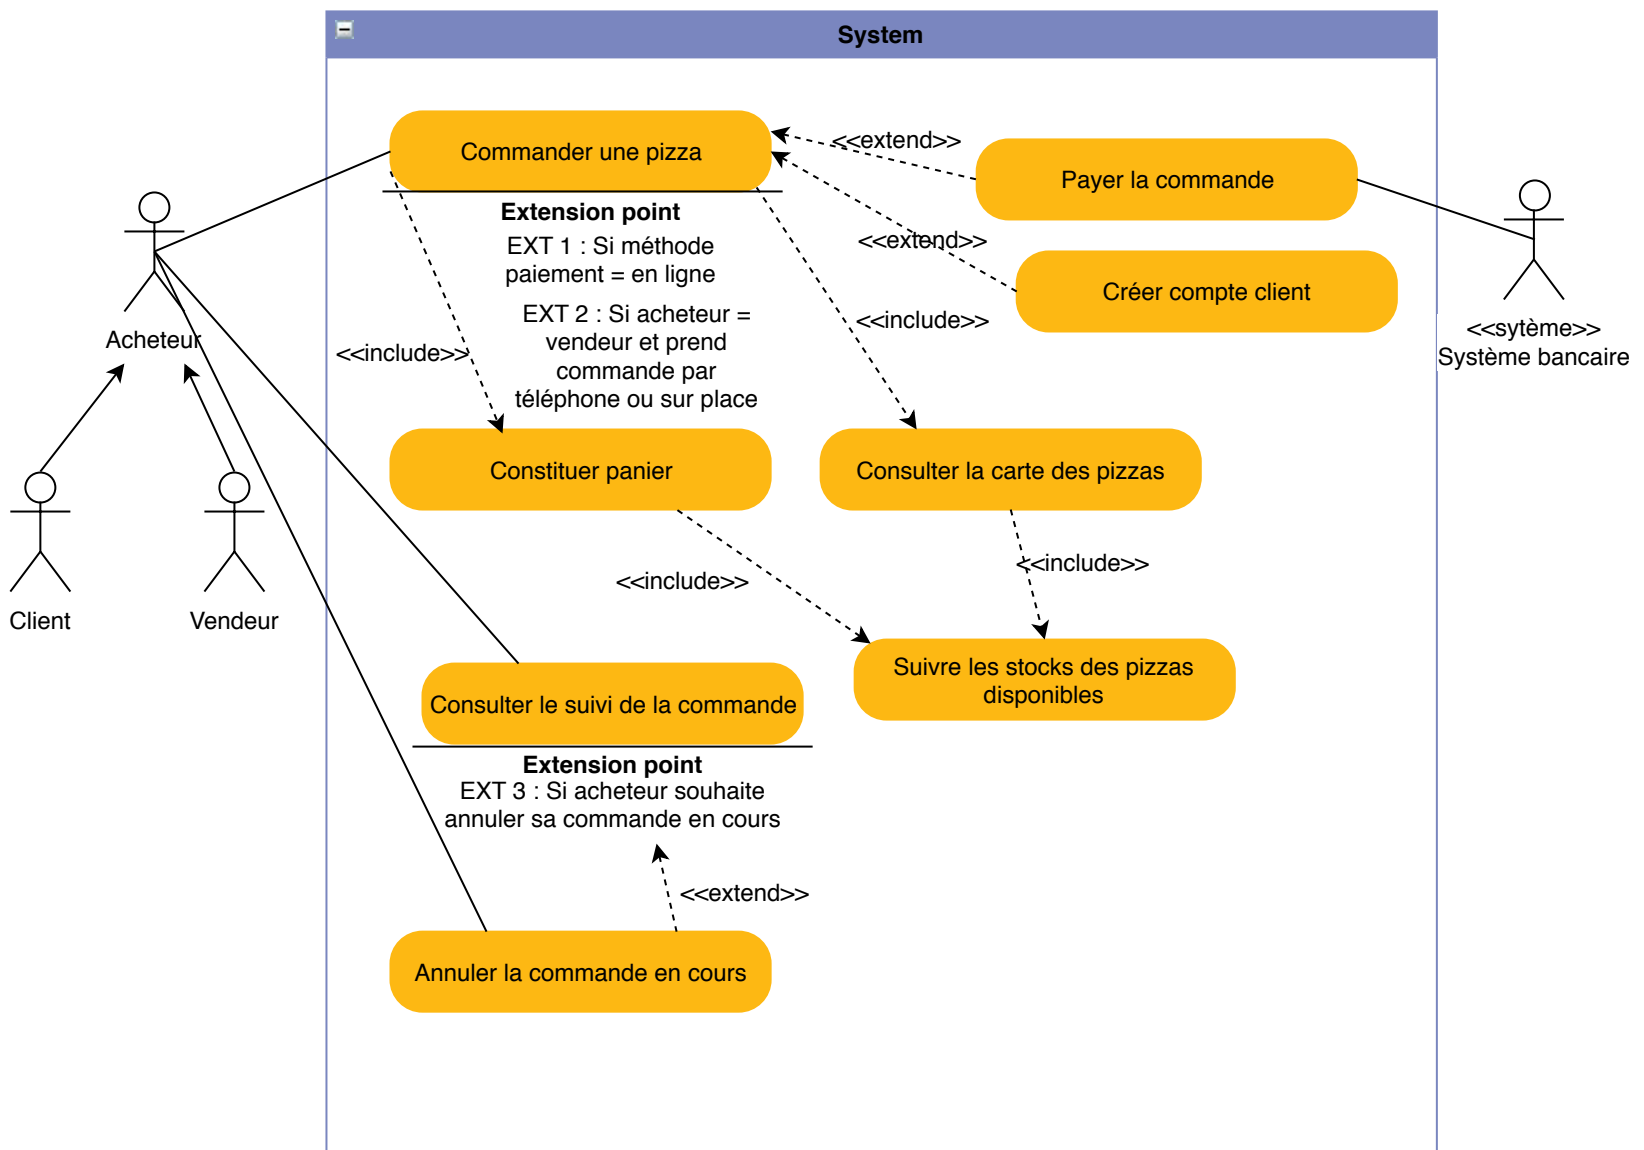 System
Commander une pizza
<<extend>>
Payer la commande
Extension point
EXT 1 : Si méthode
paiement = en ligne
<<extend>>
Créer compte client
EXT 2 : Si acheteur =
vendeur et prend
commande par
téléphone ou sur place
<<include>>
<<include>>
Acheteur
<<sytème>>
Système bancaire
Constituer panier
Consulter la carte des pizzas
<<include>>
<<include>>
Client
Vendeur
Suivre les stocks des pizzas
disponibles
Consulter le suivi de la commande
Extension point
EXT 3 : Si acheteur souhaite
annuler sa commande en cours
<<extend>>
Annuler la commande en cours